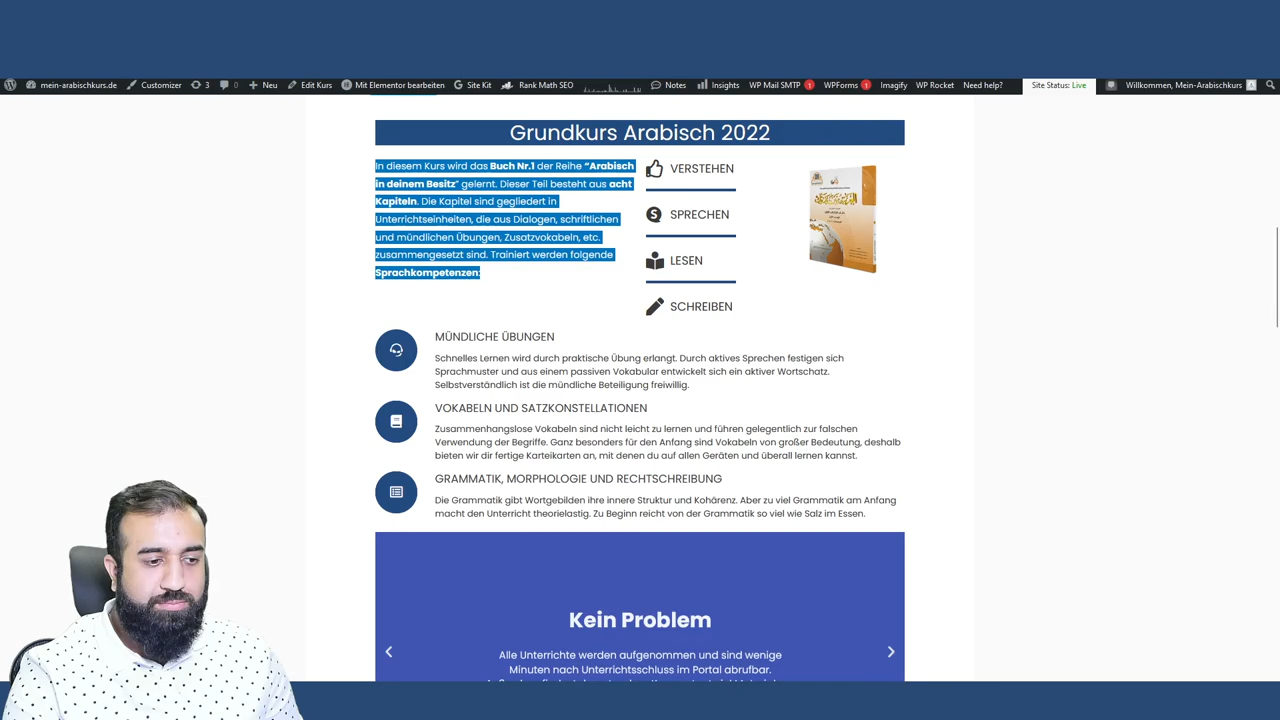 mein-arabischkurs.de Customizer 3 0 Neu Edit Kurs Mit Elementor bearbeiten Site Kit Rank Math SEO Notes Insights WP Mail SMTP 1 WPForms 1 Imagify WP Rocket Need help? Site Status: Live Willkommen, Mein-Arabischkurs
Grundkurs Arabisch 2022
In diesem Kurs wird das Buch Nr.1 der Reihe “Arabisch
in deinem Besitz” gelernt. Dieser Teil besteht aus acht
Kapiteln. Die Kapitel sind gegliedert in
Unterrichtseinheiten, die aus Dialogen, schriftlichen
und mündlichen Übungen, Zusatzvokabeln, etc.
zusammengesetzt sind. Trainiert werden folgende
Sprachkompetenzen:
VERSTEHEN
SPRECHEN
LESEN
SCHREIBEN
MÜNDLICHE ÜBUNGEN
Schnelles Lernen wird durch praktische Übung erlangt. Durch aktives Sprechen festigen sich
Sprachmuster und aus einem passiven Vokabular entwickelt sich ein aktiver Wortschatz.
Selbstverständlich ist die mündliche Beteiligung freiwillig.
VOKABELN UND SATZKONSTELLATIONEN
Zusammenhangslose Vokabeln sind nicht leicht zu lernen und führen gelegentlich zur falschen
Verwendung der Begriffe. Ganz besonders für den Anfang sind Vokabeln von großer Bedeutung, deshalb
bieten wir dir fertige Karteikarten an, mit denen du auf allen Geräten und überall lernen kannst.
GRAMMATIK, MORPHOLOGIE UND RECHTSCHREIBUNG
Die Grammatik gibt Wortgebilden ihre innere Struktur und Kohärenz. Aber zu viel Grammatik am Anfang
macht den Unterricht theorielastig. Zu Beginn reicht von der Grammatik so viel wie Salz im Essen.
Kein Problem
Alle Unterrichte werden aufgenommen und sind wenige
Minuten nach Unterrichtsschluss im Portal abrufbar.